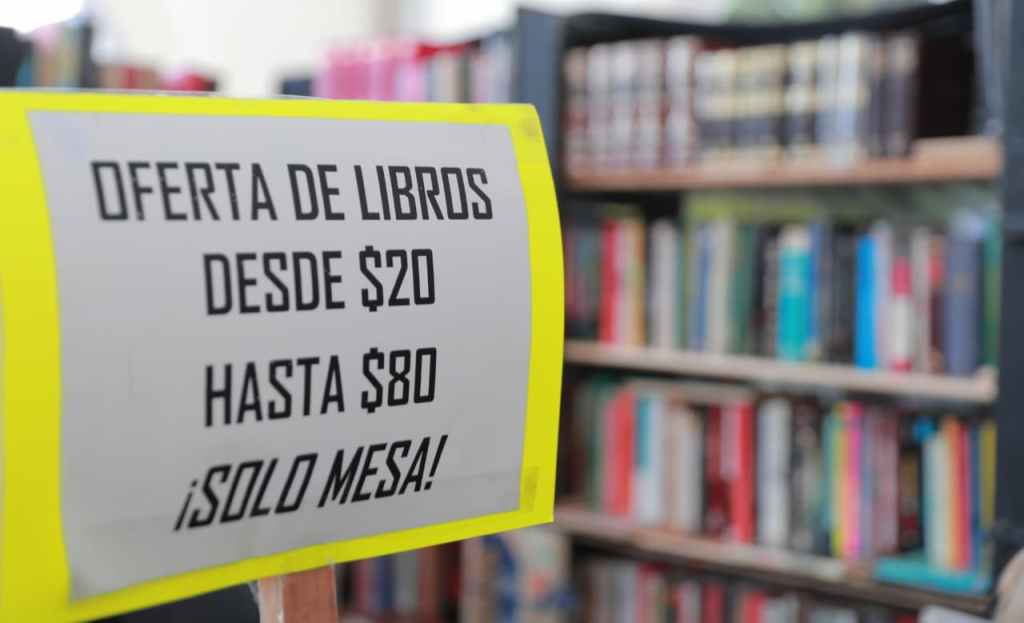 OFERTA DE LIBROS
DESDE $20
HASTA $80
¡SOLO MESA!